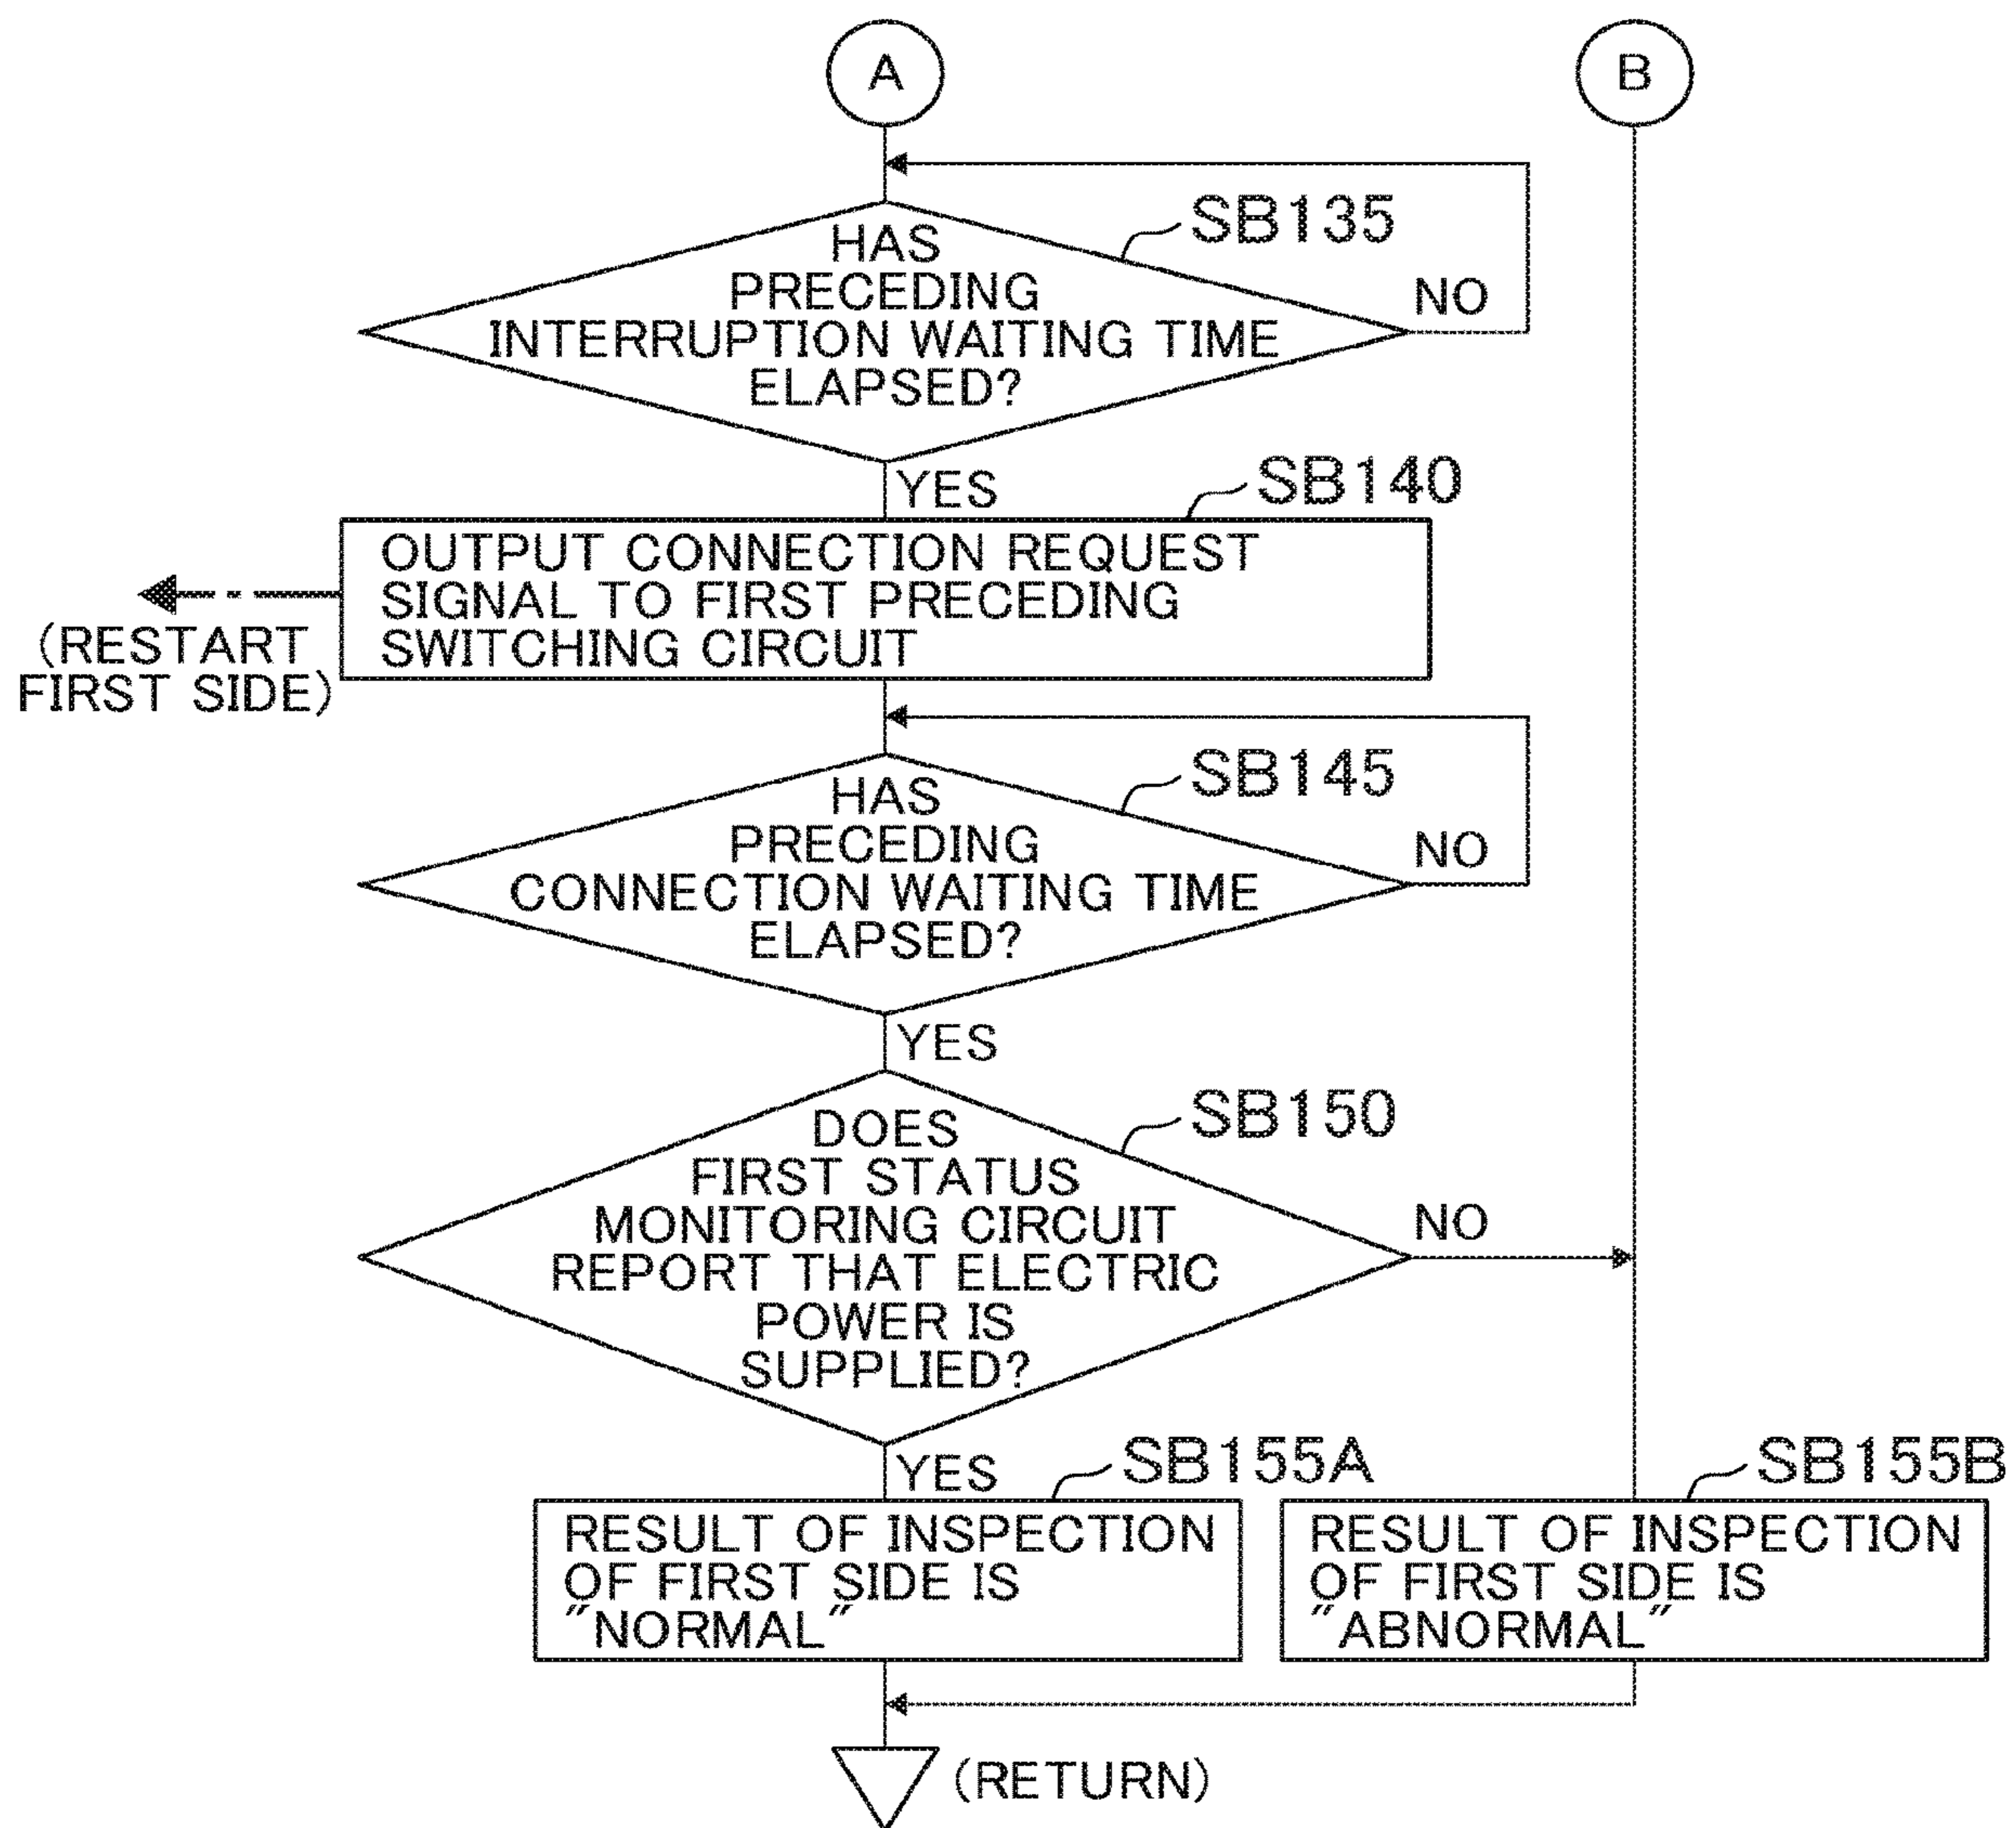 A
B
SB135
HAS
PRECEDING
INTERRUPTION WAITING TIME
ELAPSED?
NO
YES
SB140
OUTPUT CONNECTION REQUEST
SIGNAL TO FIRST PRECEDING
SWITCHING CIRCUIT
(RESTART
FIRST SIDE)
SB145
HAS
PRECEDING
CONNECTION WAITING TIME
ELAPSED?
NO
YES
SB150
DOES
FIRST STATUS
MONITORING CIRCUIT
REPORT THAT ELECTRIC
POWER IS
SUPPLIED?
NO
YES
SB155A
RESULT OF INSPECTION
OF FIRST SIDE IS
"NORMAL"
SB155B
RESULT OF INSPECTION
OF FIRST SIDE IS
"ABNORMAL"
(RETURN)